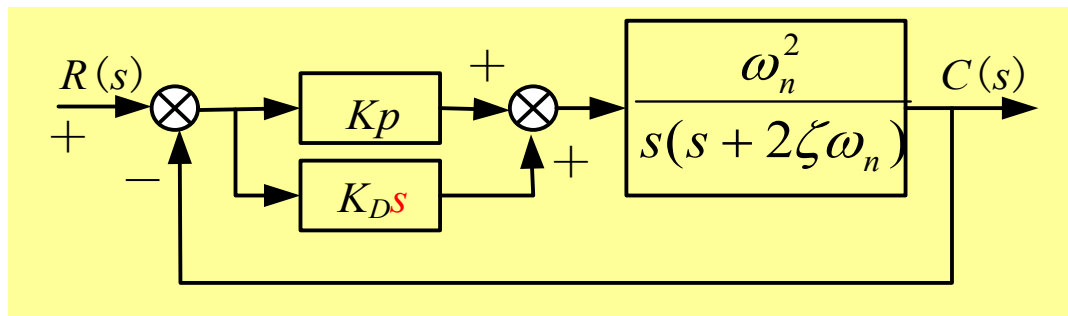 R(s)
+
−
Kp
K_D s
+
+
ω_n^2
s(s + 2ζω_n)
C(s)